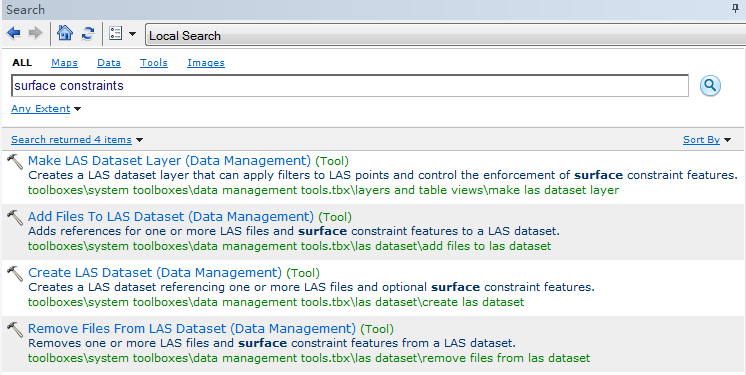 Search
Local Search
ALL Maps Data Tools Images
surface constraints
Any Extent
Search returned 4 items Sort By
Make LAS Dataset Layer (Data Management) (Tool)
Creates a LAS dataset layer that can apply filters to LAS points and control the enforcement of surface constraint features.
toolboxes\system toolboxes\data management tools.tbx\layers and table views\make las dataset layer
Add Files To LAS Dataset (Data Management) (Tool)
Adds references for one or more LAS files and surface constraint features to a LAS dataset.
toolboxes\system toolboxes\data management tools.tbx\las dataset\add files to las dataset
Create LAS Dataset (Data Management) (Tool)
Creates a LAS dataset referencing one or more LAS files and optional surface constraint features.
toolboxes\system toolboxes\data management tools.tbx\las dataset\create las dataset
Remove Files From LAS Dataset (Data Management) (Tool)
Removes one or more LAS files and surface constraint features from a LAS dataset.
toolboxes\system toolboxes\data management tools.tbx\las dataset\remove files from las dataset